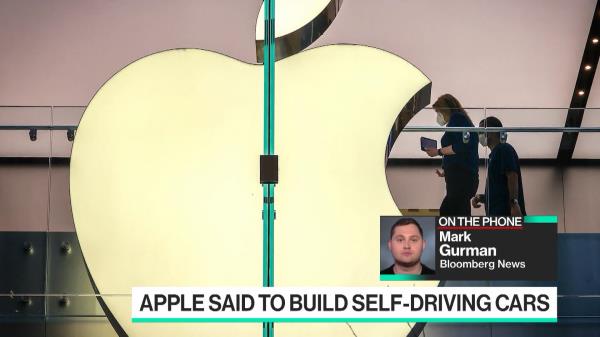 ON THE PHONE
Mark
Gurman
Bloomberg News
APPLE SAID TO BUILD SELF-DRIVING CARS